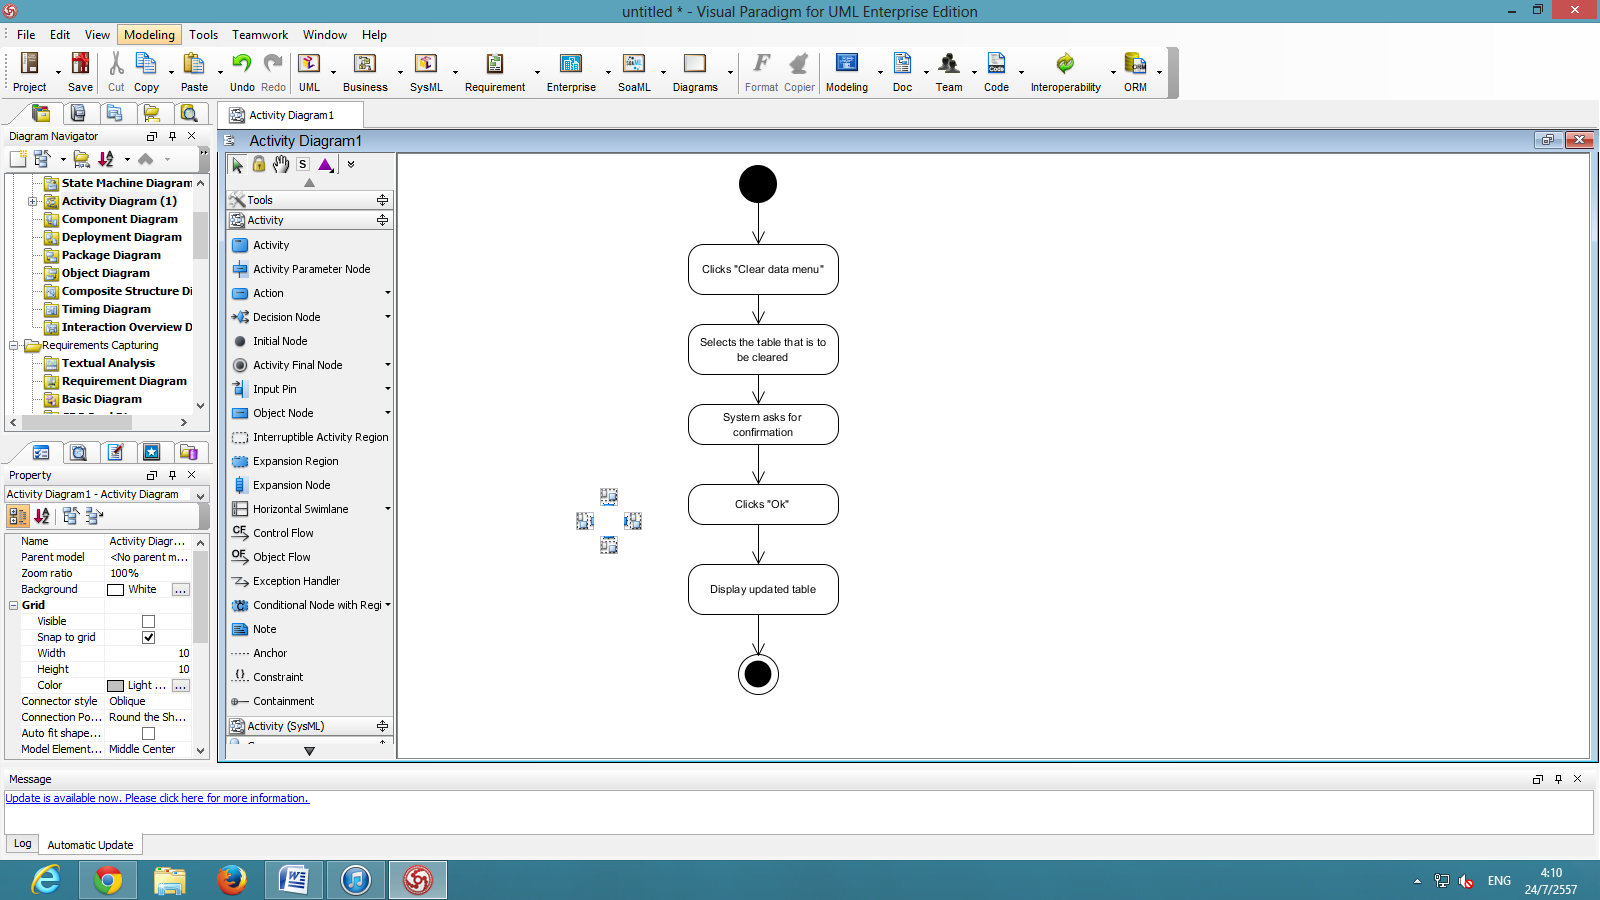 untitled * - Visual Paradigm for UML Enterprise Edition
File Edit View Modeling Tools Teamwork Window Help
Project Save Cut Copy Paste Undo Redo UML Business SysML Requirement Enterprise SoaML Diagrams Format Copier Modeling Doc Team Code Interoperability ORM
Activity Diagram1
Diagram Navigator
State Machine Diagram
Activity Diagram (1)
Component Diagram
Deployment Diagram
Package Diagram
Object Diagram
Composite Structure Di
Timing Diagram
Interaction Overview D
Requirements Capturing
Textual Analysis
Requirement Diagram
Basic Diagram
Property
Activity Diagram1 - Activity Diagram
Name Activity Diagr...
Parent model <No parent m...
Zoom ratio 100%
Background White ...
Grid
Visible
Snap to grid
Width 10
Height 10
Color Light ... ...
Connector style Oblique
Connection Po... Round the Sh...
Auto fit shape...
Model Element... Middle Center
Activity Diagram1
S
Tools
Activity
Activity
Activity Parameter Node
Action
Decision Node
Initial Node
Activity Final Node
Input Pin
Object Node
Interruptible Activity Region
Expansion Region
Expansion Node
Horizontal Swimlane
CF Control Flow
OF Object Flow
Exception Handler
Conditional Node with Regi
Note
Anchor
Constraint
Containment
Activity (SysML)
Clicks "Clear data menu"
Selects the table that is to
be cleared
System asks for
confirmation
Clicks "Ok"
Display updated table
Message
Update is available now. Please click here for more information.
Log Automatic Update
ENG
4:10
24/7/2557